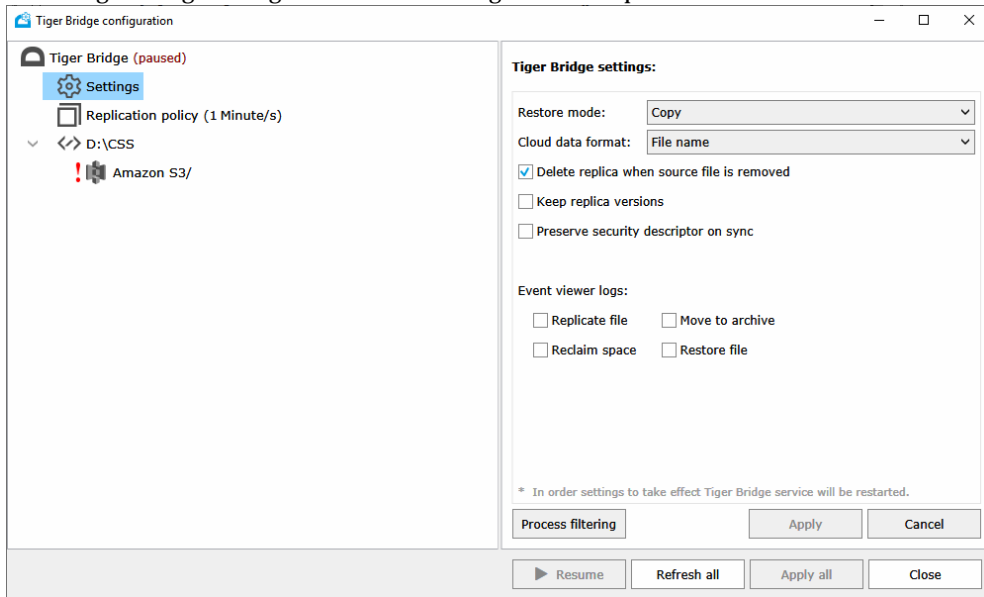 Tiger Bridge configuration
Tiger Bridge (paused)
Settings
Replication policy (1 Minute/s)
D:\CSS
! Amazon S3/
Tiger Bridge settings:
Restore mode: Copy
Cloud data format: File name
Delete replica when source file is removed
Keep replica versions
Preserve security descriptor on sync
Event viewer logs:
Replicate file Move to archive
Reclaim space Restore file
* In order settings to take effect Tiger Bridge service will be restarted.
Process filtering Apply Cancel
Resume Refresh all Apply all Close